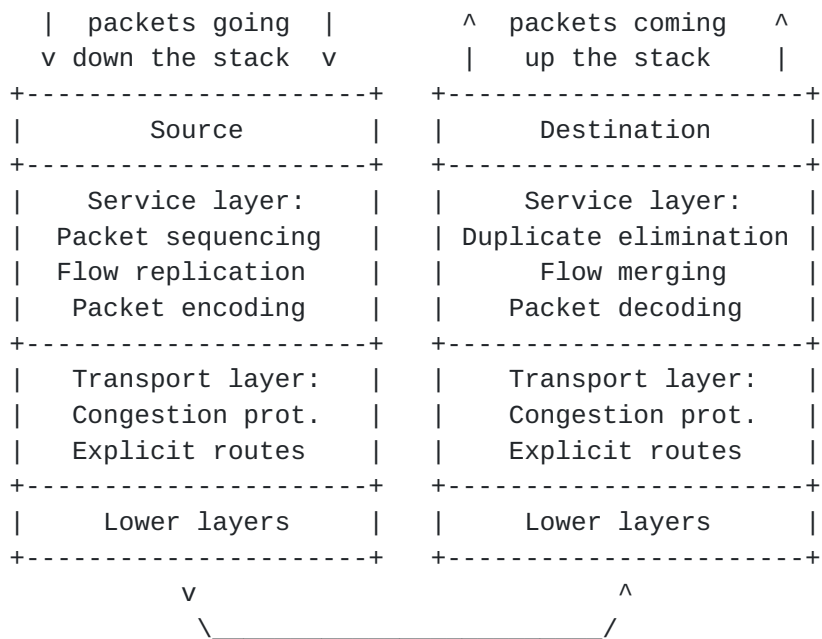 |  packets going  |        ^  packets coming   ^
v down the stack  v        |   up the stack    |
+----------------------+   +------------------------+
|        Source        |   |      Destination       |
+----------------------+   +------------------------+
|    Service layer:    |   |     Service layer:     |
|  Packet sequencing   |   | Duplicate elimination  |
|  Flow replication    |   |      Flow merging      |
|   Packet encoding    |   |    Packet decoding     |
+----------------------+   +------------------------+
|   Transport layer:   |   |    Transport layer:    |
|   Congestion prot.   |   |    Congestion prot.    |
|   Explicit routes    |   |    Explicit routes     |
+----------------------+   +------------------------+
|     Lower layers     |   |     Lower layers       |
+----------------------+   +------------------------+
v                           ^
\_________________________/